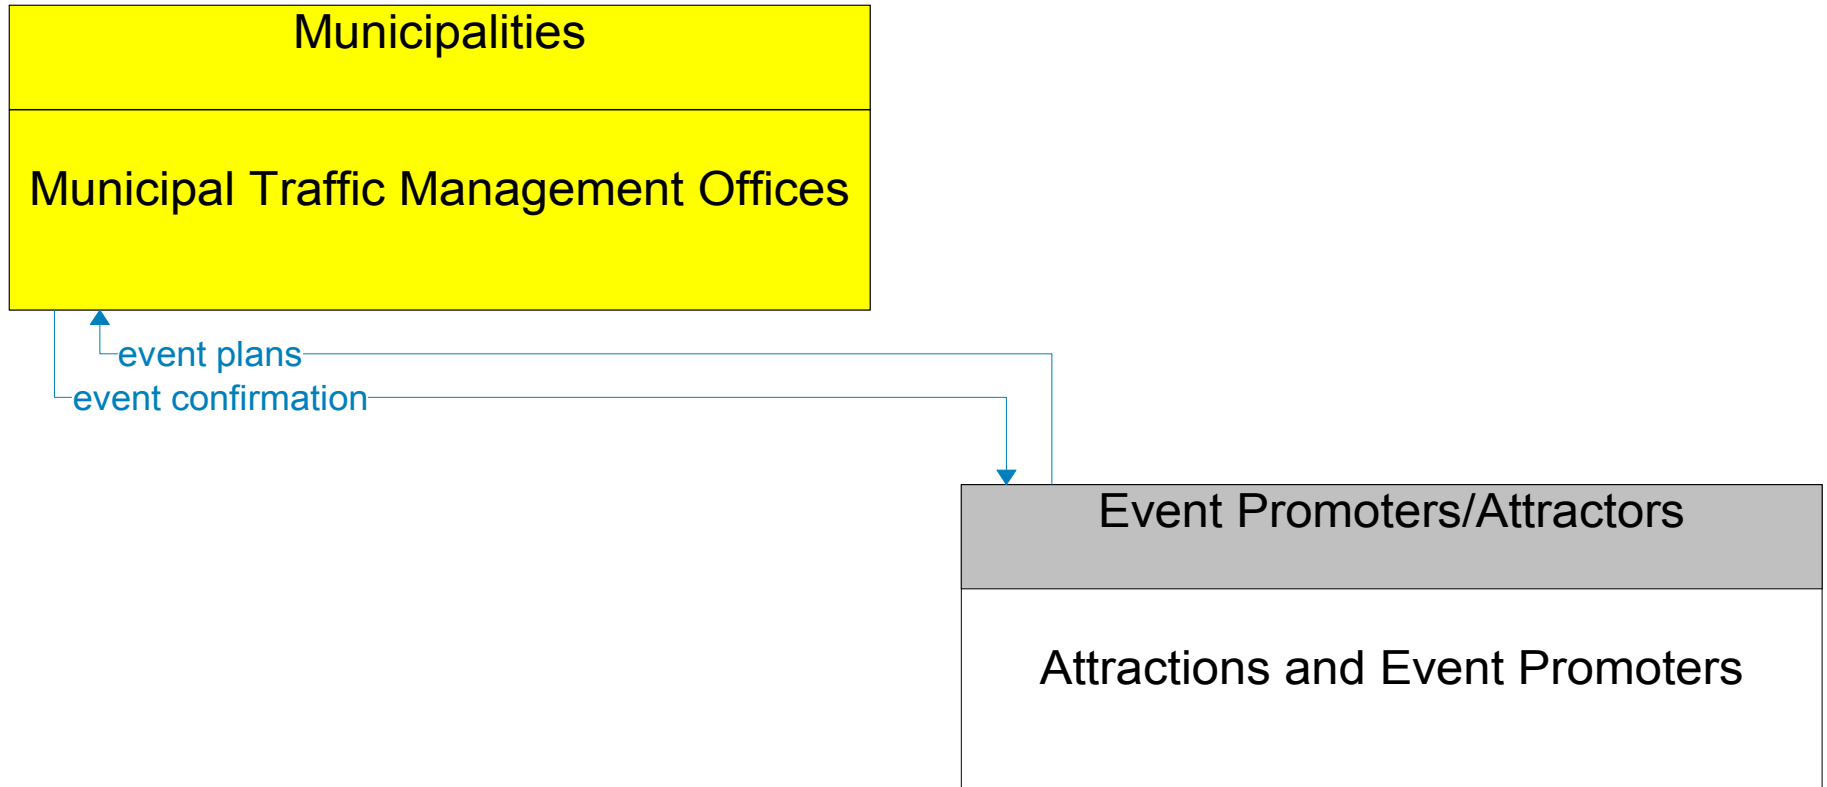 Municipalities
Municipal Traffic Management Offices
event plans
event confirmation
Event Promoters/Attractors
Attractions and Event Promoters